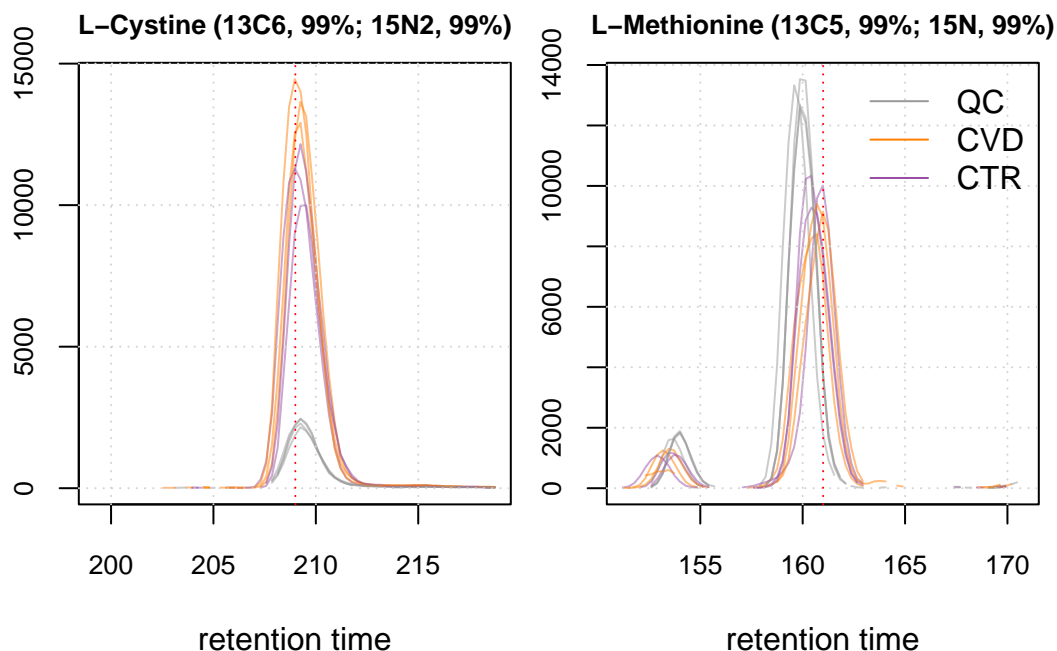 L−Cystine (13C6, 99%; 15N2, 99%)
15000
10000
5000
0
200
205
210
215
retention time
L−Methionine (13C5, 99%; 15N, 99%)
14000
10000
6000
2000
0
155
160
165
170
retention time
QC
CVD
CTR